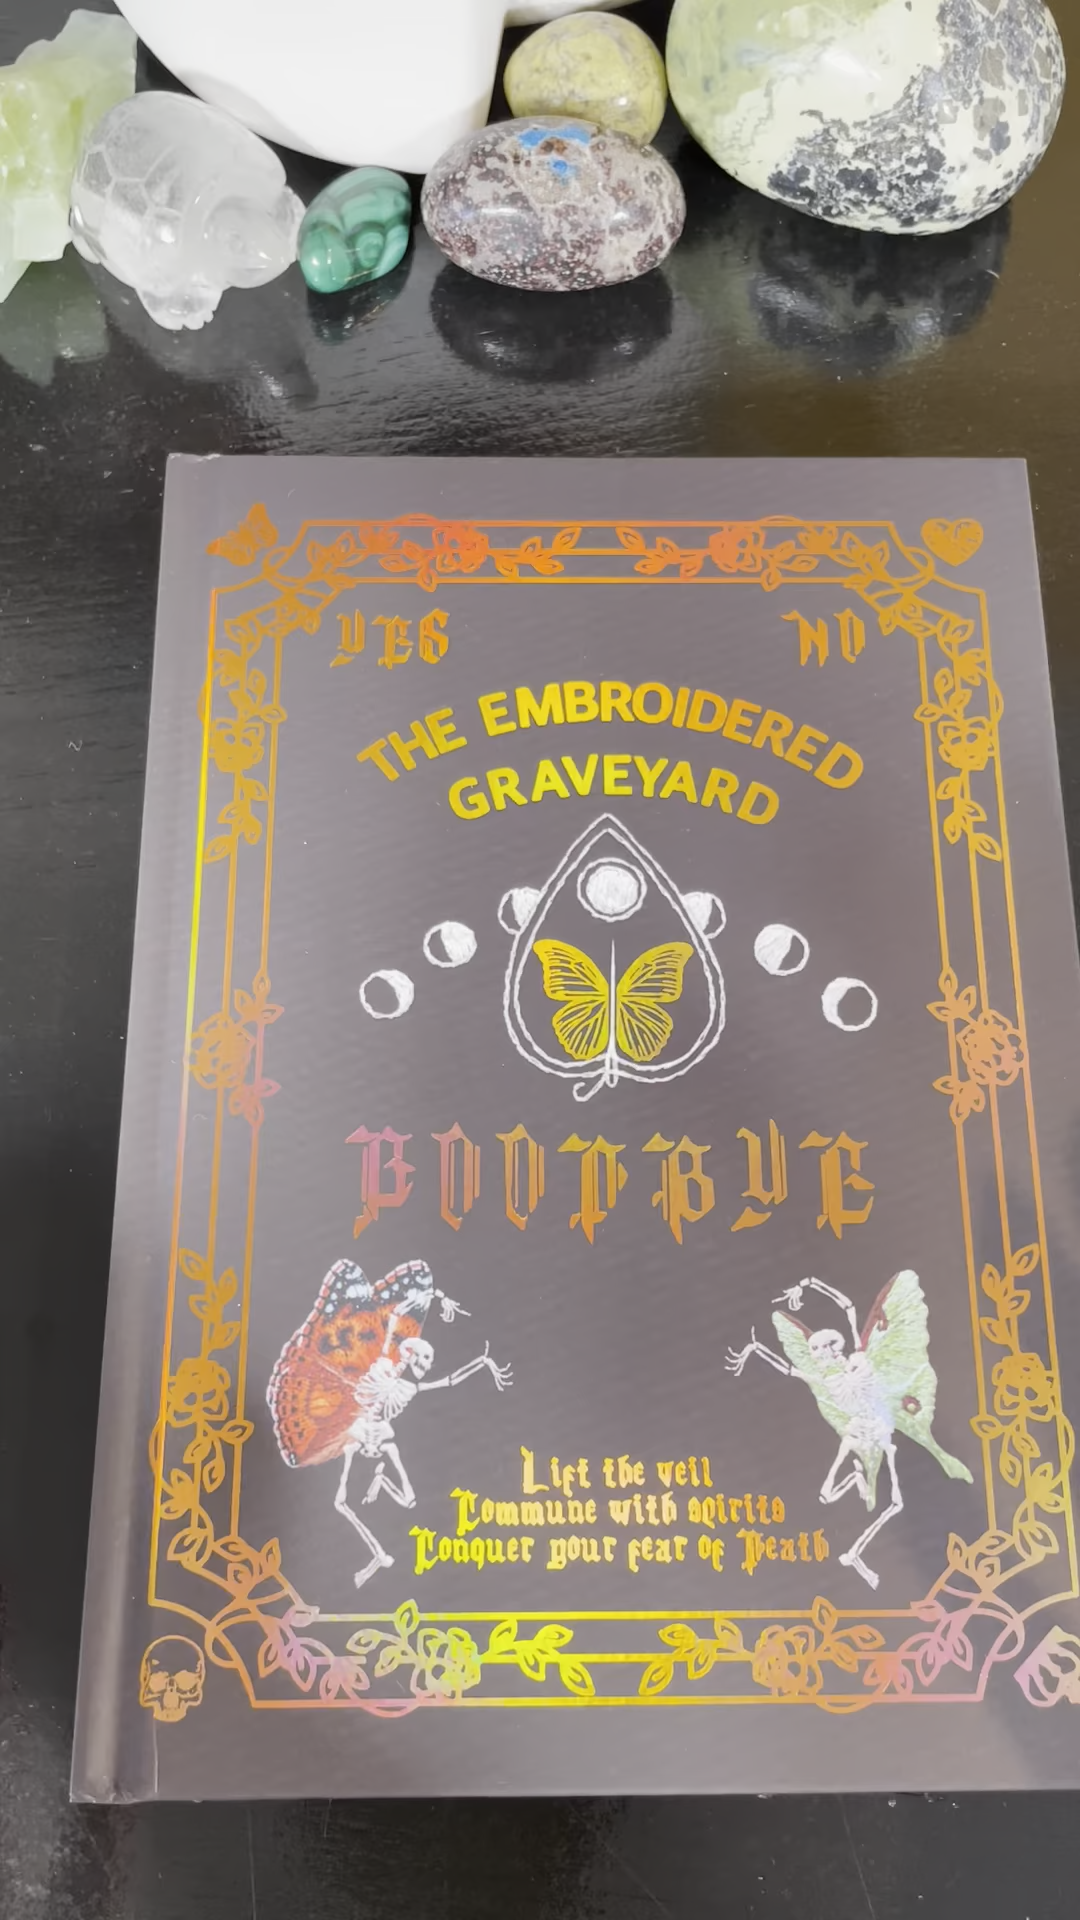 YES NO
THE EMBROIDERED
GRAVEYARD
GOODBYE
Lift the veil
Commune with spirits
Conquer your fear of Death